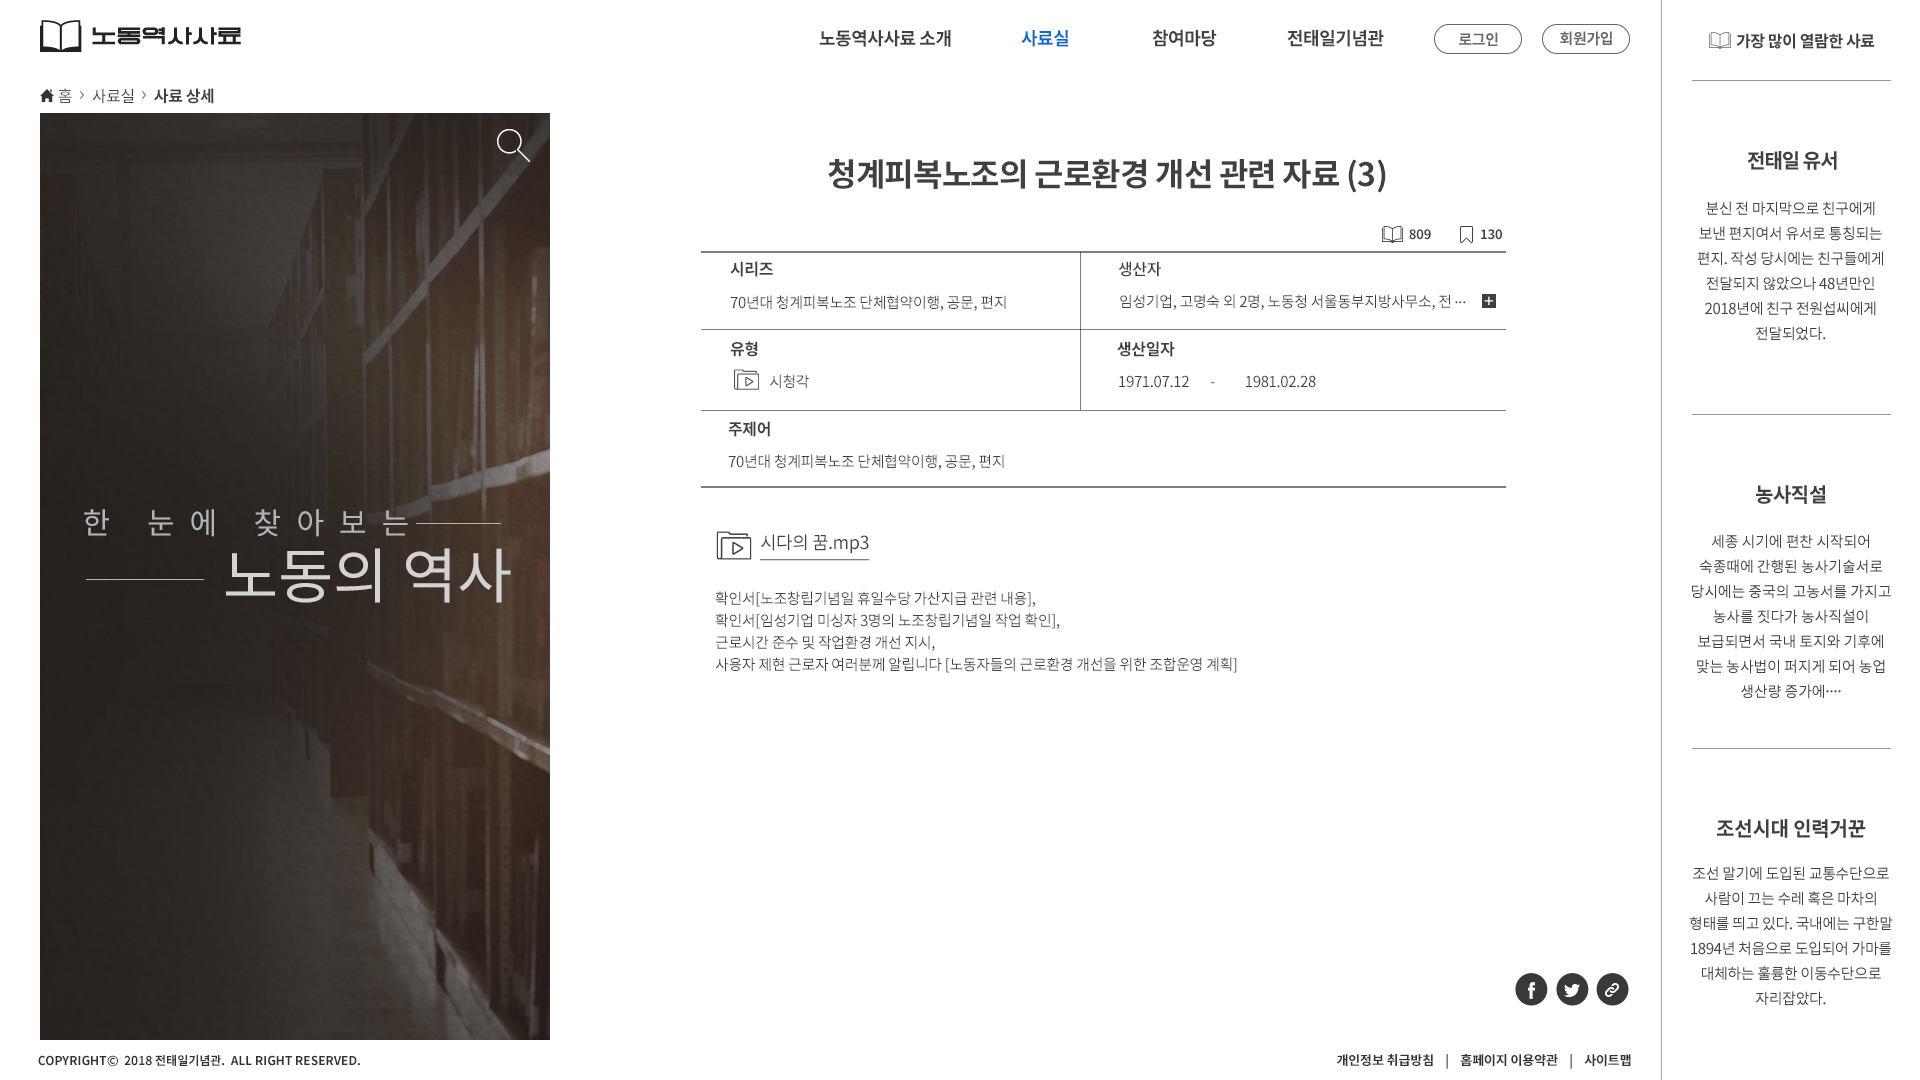 노동역사사료
노동역사사료 소개
사료실
참여마당
전태일기념관
로그인
회원가입
홈 › 사료실 › 사료 상세
한 눈에 찾아보는
노동의 역사
청계피복노조의 근로환경 개선 관련 자료 (3)
809
130
시리즈
70년대 청계피복노조 단체협약이행, 공문, 편지
생산자
임성기업, 고명숙 외 2명, 노동청 서울동부지방사무소, 전 ···
유형
시청각
생산일자
1971.07.12 - 1981.02.28
주제어
70년대 청계피복노조 단체협약이행, 공문, 편지
시다의 꿈.mp3
확인서[노조창립기념일 휴일수당 가산지급 관련 내용],
확인서[임성기업 미싱자 3명의 노조창립기념일 작업 확인],
근로시간 준수 및 작업환경 개선 지시,
사용자 제현 근로자 여러분께 알립니다 [노동자들의 근로환경 개선을 위한 조합운영 계획]
가장 많이 열람한 사료
전태일 유서
분신 전 마지막으로 친구에게
보낸 편지여서 유서로 통칭되는
편지. 작성 당시에는 친구들에게
전달되지 않았으나 48년만인
2018년에 친구 전원섭씨에게
전달되었다.
농사직설
세종 시기에 편찬 시작되어
숙종때에 간행된 농사기술서로
당시에는 중국의 고농서를 가지고
농사를 짓다가 농사직설이
보급되면서 국내 토지와 기후에
맞는 농사법이 퍼지게 되어 농업
생산량 증가에····
조선시대 인력거꾼
조선 말기에 도입된 교통수단으로
사람이 끄는 수레 혹은 마차의
형태를 띄고 있다. 국내에는 구한말
1894년 처음으로 도입되어 가마를
대체하는 훌륭한 이동수단으로
자리잡았다.
COPYRIGHT© 2018 전태일기념관. ALL RIGHT RESERVED.
개인정보 취급방침 | 홈페이지 이용약관 | 사이트맵